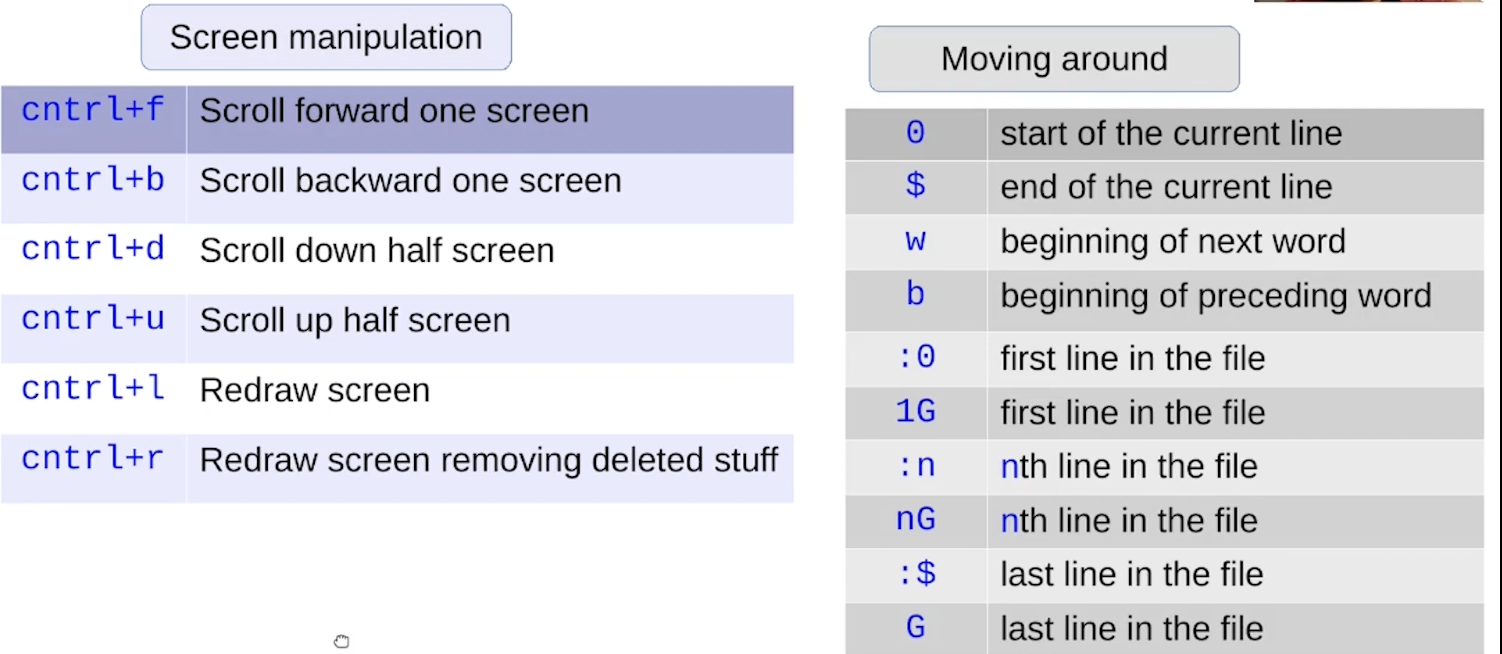 Screen manipulation
cntrl+f Scroll forward one screen
cntrl+b Scroll backward one screen
cntrl+d Scroll down half screen
cntrl+u Scroll up half screen
cntrl+l Redraw screen
cntrl+r Redraw screen removing deleted stuff
Moving around
0 start of the current line
$ end of the current line
w beginning of next word
b beginning of preceding word
:0 first line in the file
1G first line in the file
:n nth line in the file
nG nth line in the file
:$ last line in the file
G last line in the file